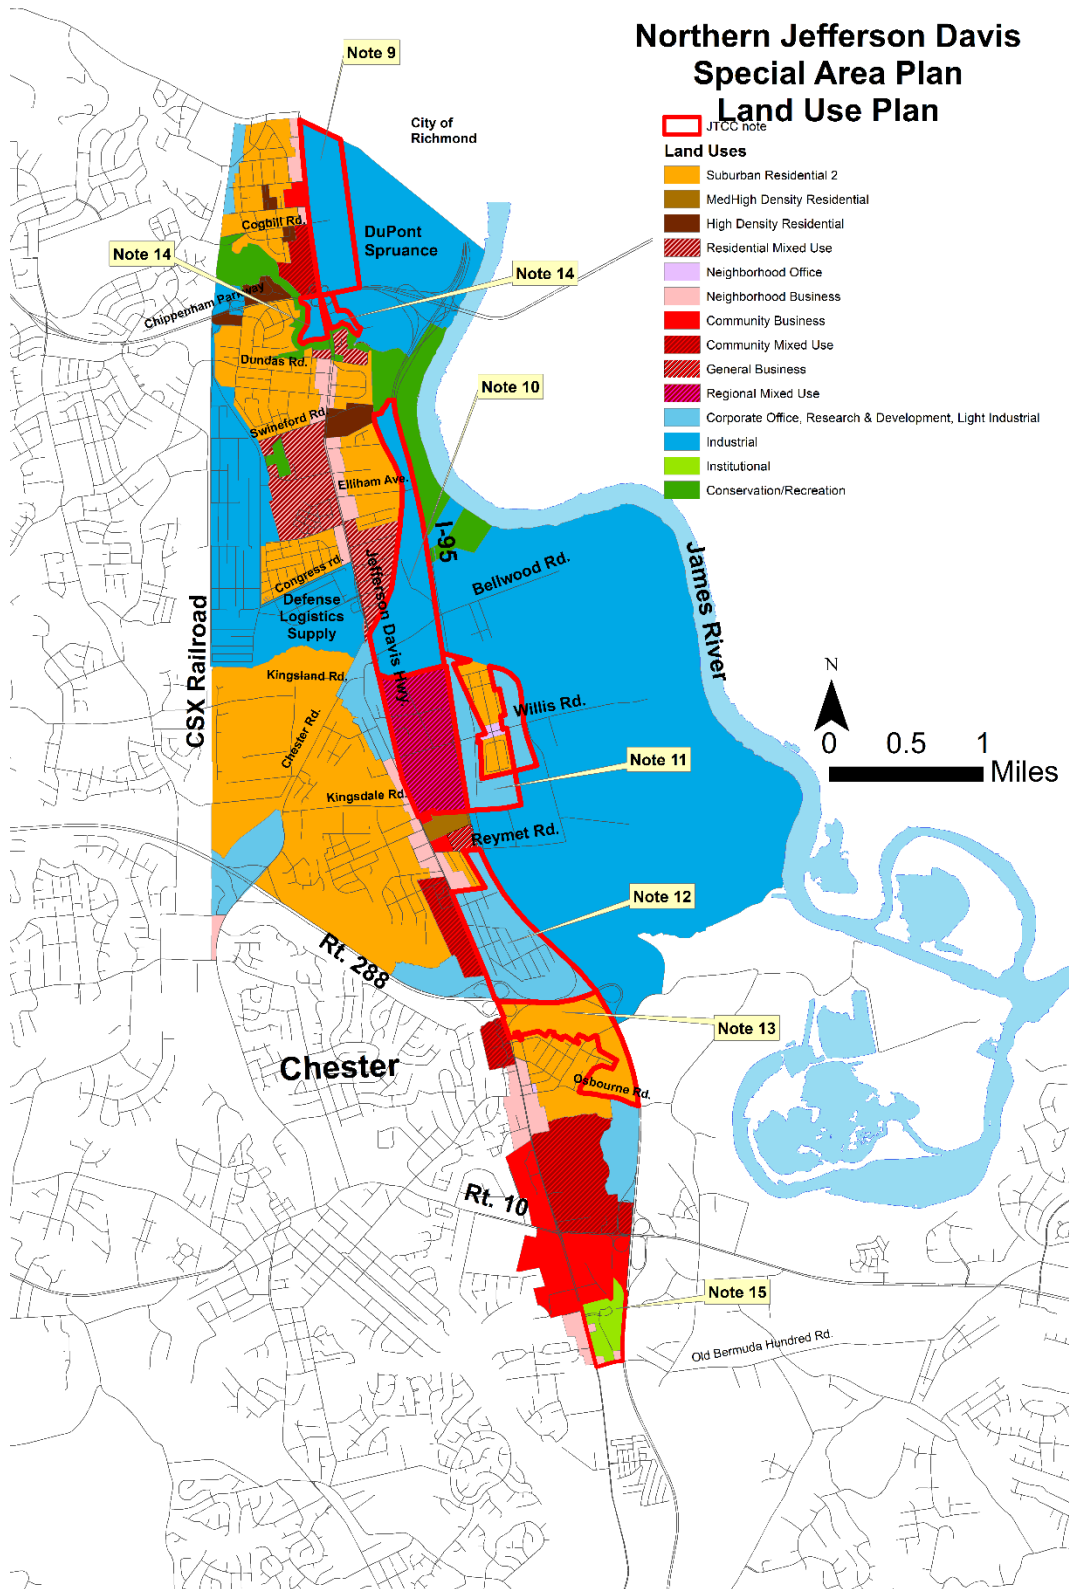 Northern Jefferson Davis
Special Area Plan
Land Use Plan
JTCC note
Land Uses
Suburban Residential 2
MedHigh Density Residential
High Density Residential
Residential Mixed Use
Neighborhood Office
Neighborhood Business
Community Business
Community Mixed Use
General Business
Regional Mixed Use
Corporate Office, Research & Development, Light Industrial
Industrial
Institutional
Conservation/Recreation
Note 9
City of
Richmond
Cogbill Rd.
DuPont
Spruance
Note 14
Note 14
Chippenham Parkway
Dundas Rd.
Note 10
Swineford Rd.
Elliham Ave.
I-95
Bellwood Rd.
Congress rd.
Jefferson Davis Hwy
Defense
Logistics
Supply
James River
CSX Railroad
Kingsland Rd.
Chester Rd.
Willis Rd.
N
0 0.5 1
Miles
Note 11
Kingsdale Rd.
Reymet Rd.
Note 12
Rt. 288
Note 13
Chester
Osbourne Rd.
Rt. 10
Note 15
Old Bermuda Hundred Rd.